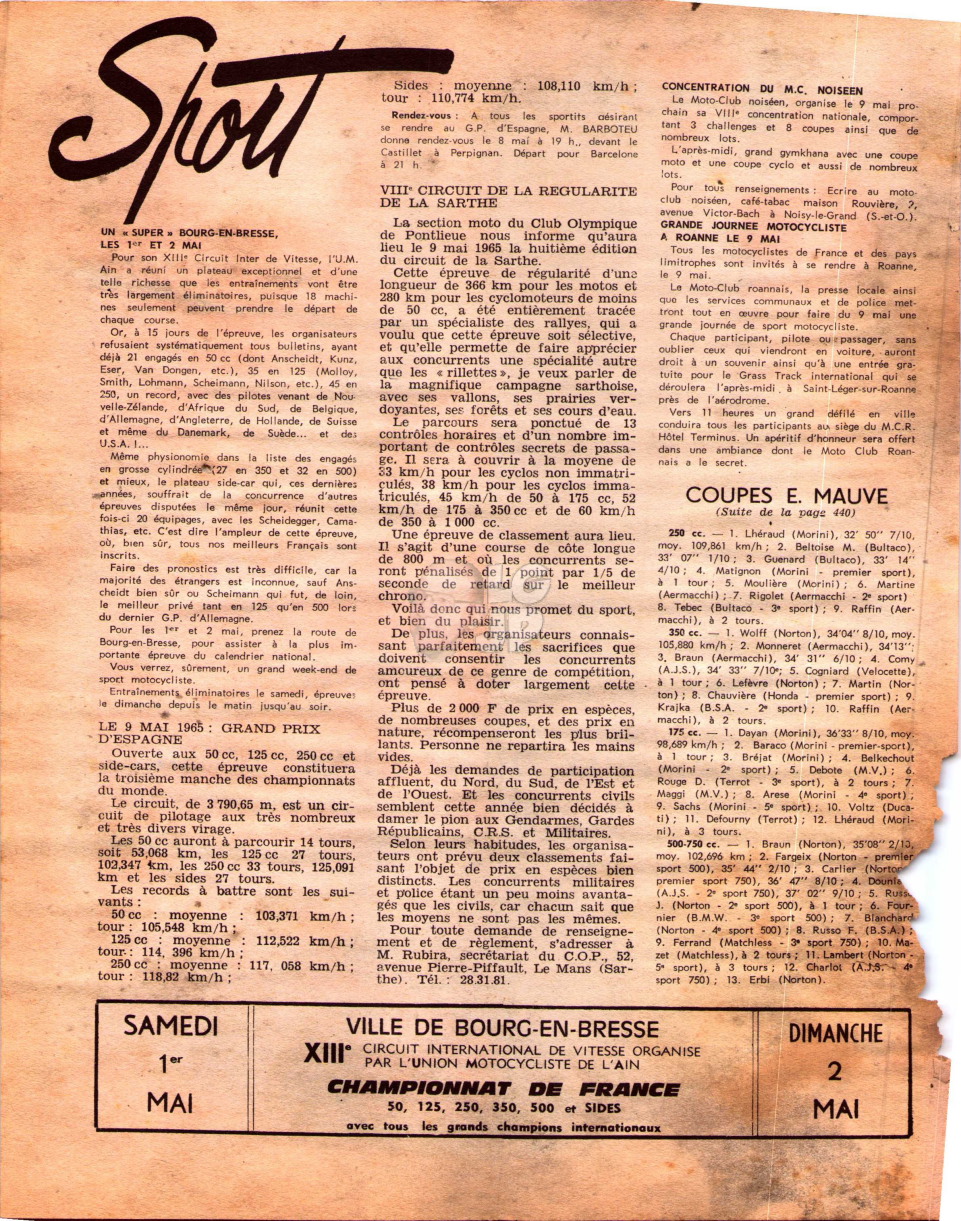 Sport
UN « SUPER » BOURG-EN-BRESSE,
LES 1er ET 2 MAI
Pour son XIIIe Circuit Inter de Vitesse, l'U.M.
Ain a réuni un plateau exceptionnel et d'une
telle richesse que les entraînements vont être
très largement éliminatoires, puisque 18 machi-
nes seulement peuvent prendre le départ de
chaque course.
Or, à 15 jours de l'épreuve, les organisateurs
refusaient systématiquement tous bulletins, ayant
déjà 21 engagés en 50 cc (dont Anscheidt, Kunz,
Eser, Van Dongen, etc.), 35 en 125 (Molloy,
Smith, Lohmann, Scheimann, Nilson, etc.), 45 en
250, un record, avec des pilotes venant de Nou-
velle-Zélande, d'Afrique du Sud, de Belgique,
d'Allemagne, d'Angleterre, de Hollande, de Suisse
et même du Danemark, de Suède... et des
U.S.A. !...
Même physionomie dans la liste des engagés
en grosse cylindrée (27 en 350 et 32 en 500)
et mieux, le plateau side-car qui, ces dernières
années, souffrait de la concurrence d'autres
épreuves disputées le même jour, réunit cette
fois-ci 20 équipages, avec les Scheidegger, Cama-
thias, etc. C'est dire l'ampleur de cette épreuve,
où, bien sûr, tous nos meilleurs Français sont
inscrits.
Faire des pronostics est très difficile, car la
majorité des étrangers est inconnue, sauf Ans-
cheidt bien sûr ou Scheimann qui fut, de loin,
le meilleur privé tant en 125 qu'en 500 lors
du dernier G.P. d'Allemagne.
Pour les 1er et 2 mai, prenez la route de
Bourg-en-Bresse, pour assister à la plus im-
portante épreuve du calendrier national.
Vous verrez, sûrement, un grand week-end de
spoct motocycliste.
Entraînements éliminatoires le samedi, épreuves
le dimanche depuis le matin jusqu'au soir.
LE 9 MAI 1965 : GRAND PRIX
D'ESPAGNE
Ouverte aux 50 cc, 125 cc, 250 cc et
side-cars, cette épreuve constituera
la troisième manche des championnats
du monde.
Le circuit, de 3 790,65 m, est un cir-
cuit de pilotage aux très nombreux
et très divers virage.
Les 50 cc auront à parcourir 14 tours,
soit 53,068 km, les 125 cc 27 tours,
102,347 km, les 250 cc 33 tours, 125,091
km et les sides 27 tours.
Les records à battre sont les sui-
vants :
50 cc : moyenne : 103,371 km/h ;
tour : 105,548 km/h ;
125 cc : moyenne : 112,522 km/h ;
tour : 114, 396 km/h ;
250 cc : moyenne : 117, 058 km/h ;
tour : 118,82 km/h ;
Sides : moyenne : 108,110 km/h ;
tour : 110,774 km/h.
Rendez-vous : A tous les sportifs désirant
se rendre au G.P. d'Espagne, M. BARBOTEU
donne rendez-vous le 8 mai à 19 h., devant le
Castillet à Perpignan. Départ pour Barcelone
à 21 h.
VIIIe CIRCUIT DE LA REGULARITE
DE LA SARTHE
La section moto du Club Olympique
de Pontlieue nous informe qu'aura
lieu le 9 mai 1965 la huitième édition
du circuit de la Sarthe.
Cette épreuve de régularité d'une
longueur de 366 km pour les motos et
280 km pour les cyclomoteurs de moins
de 50 cc, a été entièrement tracée
par un spécialiste des rallyes, qui a
voulu que cette épreuve soit sélective,
et qu'elle permette de faire apprécier
aux concurrents une spécialité autre
que les « rillettes », je veux parler de
la magnifique campagne sarthoise,
avec ses vallons, ses prairies ver-
doyantes, ses forêts et ses cours d'eau.
Le parcours sera ponctué de 13
contrôles horaires et d'un nombre im-
portant de contrôles secrets de passa-
ge. Il sera à couvrir à la moyenne de
33 km/h pour les cyclos non immatri-
culés, 38 km/h pour les cyclos imma-
triculés, 45 km/h de 50 à 175 cc, 52
km/h de 175 à 350 cc et de 60 km/h
de 350 à 1 000 cc.
Une épreuve de classement aura lieu.
Il s'agit d'une course de côte longue
de 800 m et où les concurrents se-
ront pénalisés de 1 point par 1/5 de
seconde de retard sur le meilleur
chrono.
Voilà donc qui nous promet du sport,
et bien du plaisir.
De plus, les organisateurs connais-
sant parfaitement les sacrifices que
doivent consentir les concurrents
amoureux de ce genre de compétition,
ont pensé à doter largement cette
épreuve.
Plus de 2 000 F de prix en espèces,
de nombreuses coupes, et des prix en
nature, récompenseront les plus bril-
lants. Personne ne repartira les mains
vides.
Déjà les demandes de participation
affluent, du Nord, du Sud, de l'Est et
de l'Ouest. Et les concurrents civils
semblent cette année bien décidés à
damer le pion aux Gendarmes, Gardes
Républicains, C.R.S. et Militaires.
Selon leurs habitudes, les organisa-
teurs ont prévu deux classements fai-
sant l'objet de prix en espèces bien
distincts. Les concurrents militaires
et police étant un peu moins avanta-
gés que les civils, car chacun sait que
les moyens ne sont pas les mêmes.
Pour toute demande de renseigne-
ment et de règlement, s'adresser à
M. Rubira, secrétariat du C.O.P., 52,
avenue Pierre-Piffault, Le Mans (Sar-
the). Tél. : 28.31.81.
CONCENTRATION DU M.C. NOISEEN
Le Moto-Club noiséen, organise le 9 mai pro-
chain sa VIIIe concentration nationale, compor-
tant 3 challenges et 8 coupes ainsi que de
nombreux lots.
L'après-midi, grand gymkhana avec une coupe
moto et une coupe cyclo et aussi de nombreux
lots.
Pour tous renseignements : Ecrire au moto-
club noiséen, café-tabac maison Rouvière, 2,
avenue Victor-Bach à Noisy-le-Grand (S.-et-O.).
GRANDE JOURNEE MOTOCYCLISTE
A ROANNE LE 9 MAI
Tous les motocyclistes de France et des pays
limitrophes sont invités à se rendre à Roanne,
le 9 mai.
Le Moto-Club roannais, la presse locale ainsi
que les services communaux et de police met-
tront tout en œuvre pour faire du 9 mai une
grande journée de sport motocycliste.
Chaque participant, pilote ou passager, sans
oublier ceux qui viendront en voiture, auront
droit à un souvenir ainsi qu'à une entrée gra-
tuite pour le Grass Track international qui se
déroulera l'après-midi à Saint-Léger-sur-Roanne
près de l'aérodrome.
Vers 11 heures un grand défilé en ville
conduira tous les participants au siège du M.C.R.
Hôtel Terminus. Un apéritif d'honneur sera offert
dans une ambiance dont le Moto Club Roan-
nais a le secret.
COUPES E. MAUVE
(Suite de la page 440)
250 cc. — 1. Lhéraud (Morini), 32' 50'' 7/10,
moy. 109,861 km/h ; 2. Beltoise M. (Bultaco),
33' 07'' 1/10 ; 3. Guenard (Bultaco), 33' 14''
4/10 ; 4. Matignon (Morini - premier sport),
à 1 tour ; 5. Moulière (Morini) ; 6. Martine
(Aermacchi) ; 7. Rigolet (Aermacchi - 2e sport)
8. Tebec (Bultaco - 3e sport) ; 9. Raffin (Aer-
macchi), à 2 tours.
350 cc. — 1. Wolff (Norton), 34'04'' 8/10, moy.
105,880 km/h ; 2. Monneret (Aermacchi), 34'13'' ;
3, Braun (Aermacchi), 34' 31'' 6/10 ; 4. Comy
(A.J.S.), 34' 33'' 7/10e ; 5. Cogniard (Velocette),
à 1 tour ; 6. Lefèvre (Norton) ; 7. Martin (Nor-
ton) ; 8. Chauvière (Honda - premier sport) ; 9.
Krajka (B.S.A. - 2e sport) ; 10. Raffin (Aer-
macchi), à 2 tours.
175 cc. — 1. Dayan (Morini), 36'33'' 8/10, moy.
98,689 km/h ; 2. Baraco (Morini - premier-sport),
à 1 tour ; 3. Bréjat (Morini) ; 4. Belkechout
(Morini - 2e sport) ; 5. Debote (M.V.) ; 6.
Rouge D. (Terrot - 3e sport), à 2 tours ; 7.
Maggi (M.V.) ; 8. Arese (Morini - 4e sport) ;
9. Sachs (Morini - 5e sport) ; 10. Voltz (Duca-
ti) ; 11. Defourny (Terrot) ; 12. Lhéraud (Mori-
ni), à 3 tours.
500-750 cc. — 1. Braun (Norton), 35'08'' 2/10,
moy. 102,696 km ; 2. Fargeix (Norton - premier
sport 500), 35' 44'' 2/10 ; 3. Carlier (Norton
premier sport 750), 36' 47'' 8/10 ; 4.
(A.J.S. - 2e sport 750), 37' 02'' 9/10 ; 5. Russo
J. (Norton - 2e sport 500), à 1 tour ; 6. Four-
nier (B.M.W. - 3e sport 500) ; 7. Blanchard
(Norton - 4e sport 500) ; 8. Russo F. (B.S.A.) ;
9. Ferrand (Matchless - 3e sport 750) ; 10. Ma-
zet (Matchless), à 2 tours ; 11. Lambert (Norton -
5e sport), à 3 tours ; 12. Charlot (A.J.S. - 4e
sport 750) ; 13. Erbi (Norton).
SAMEDI
1er
MAI
VILLE DE BOURG-EN-BRESSE
XIIIe CIRCUIT INTERNATIONAL DE VITESSE ORGANISE
PAR L'UNION MOTOCYCLISTE DE L'AIN
CHAMPIONNAT DE FRANCE
50, 125, 250, 350, 500 et SIDES
avec tous les grands champions internationaux
DIMANCHE
2
MAI